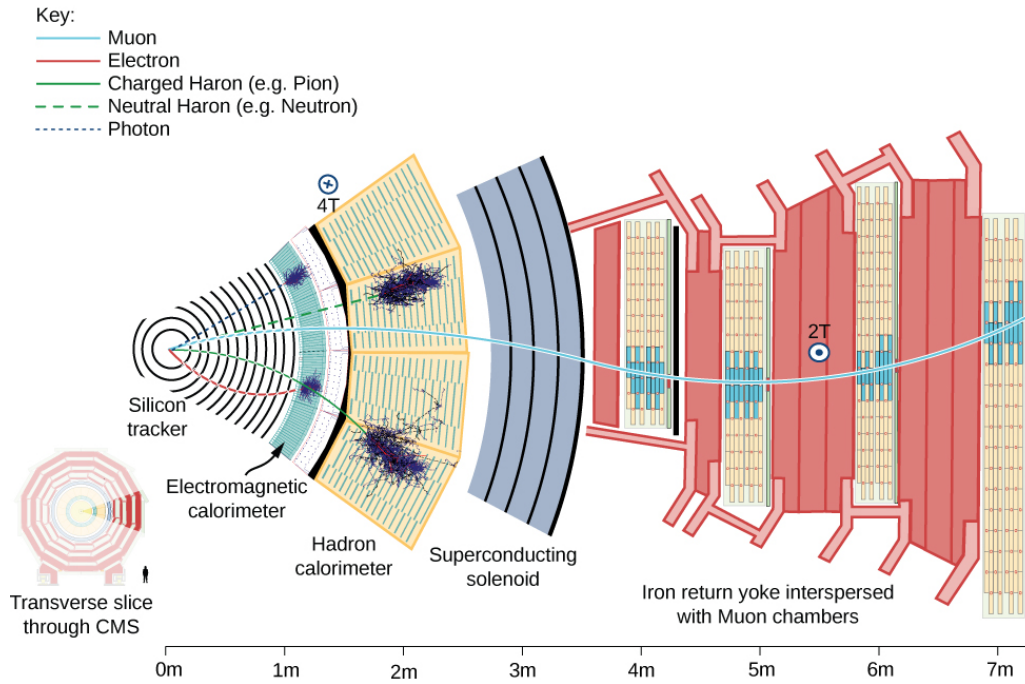 Key:
Muon
Electron
Charged Haron (e.g. Pion)
Neutral Haron (e.g. Neutron)
Photon
4T
2T
Silicon
tracker
Electromagnetic
calorimeter
Hadron
calorimeter
Superconducting
solenoid
Iron return yoke interspersed
with Muon chambers
Transverse slice
through CMS
0m 1m 2m 3m 4m 5m 6m 7m